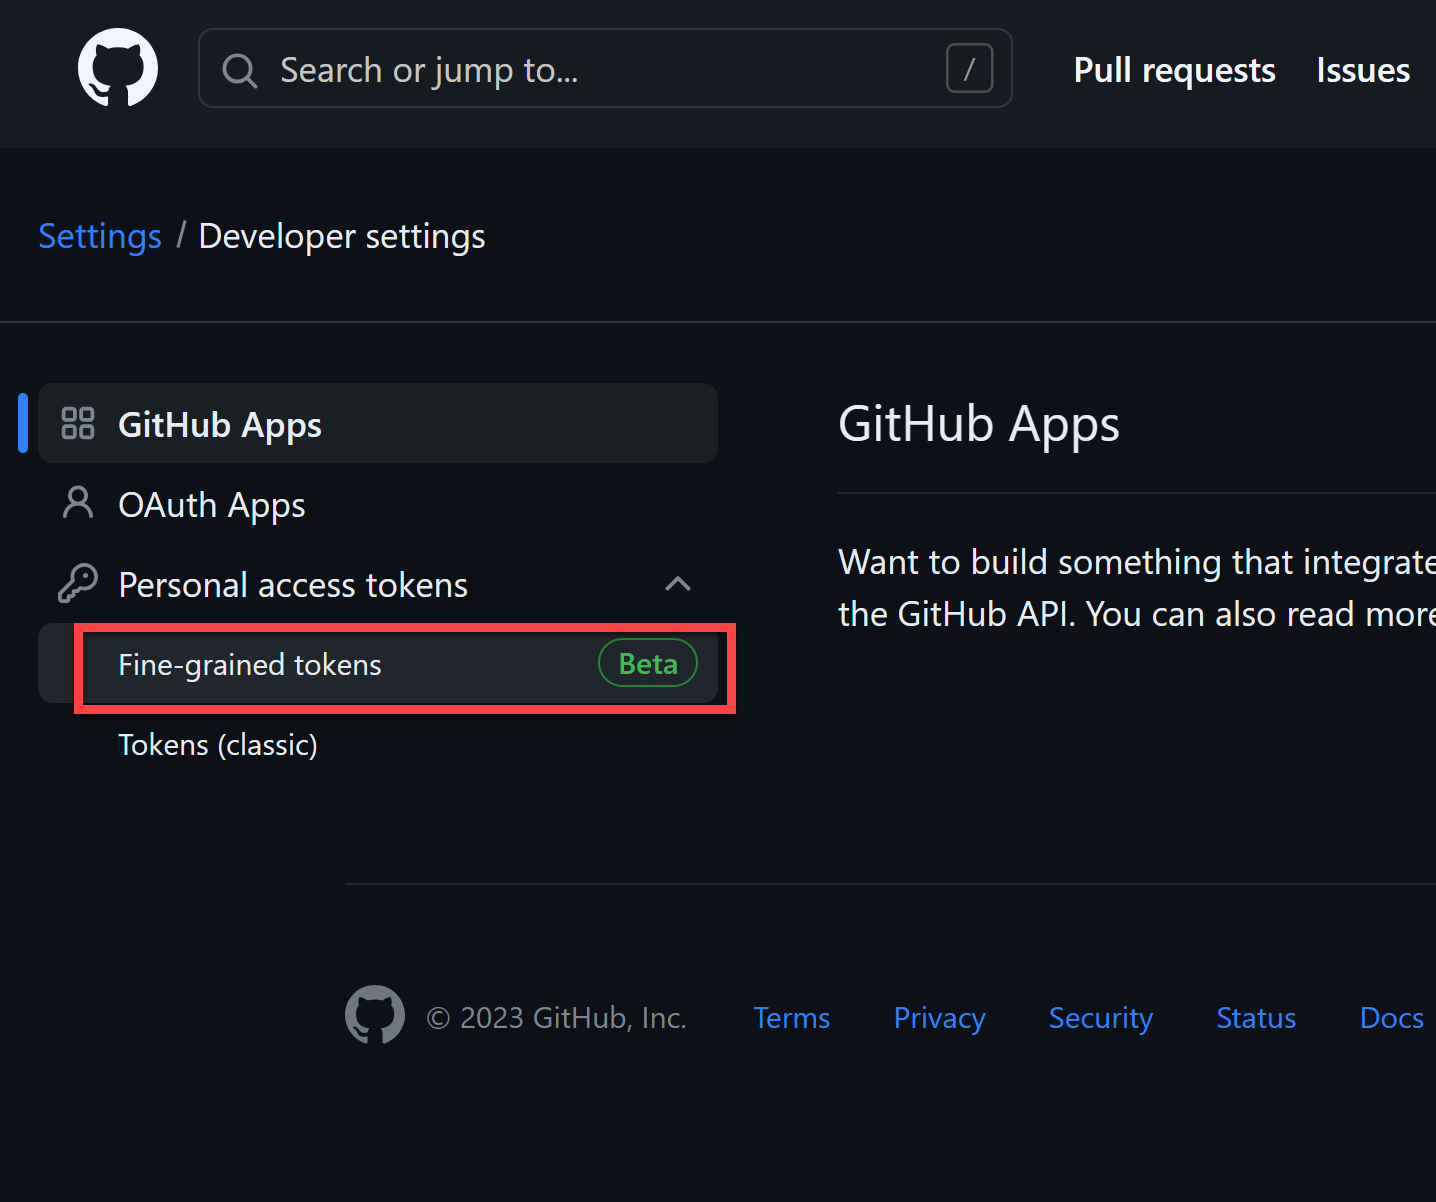 Search or jump to...
/
Pull requests
Issues
Settings / Developer settings
GitHub Apps
OAuth Apps
Personal access tokens
Fine-grained tokens
Beta
Tokens (classic)
GitHub Apps
Want to build something that integrate
the GitHub API. You can also read more
© 2023 GitHub, Inc.
Terms
Privacy
Security
Status
Docs